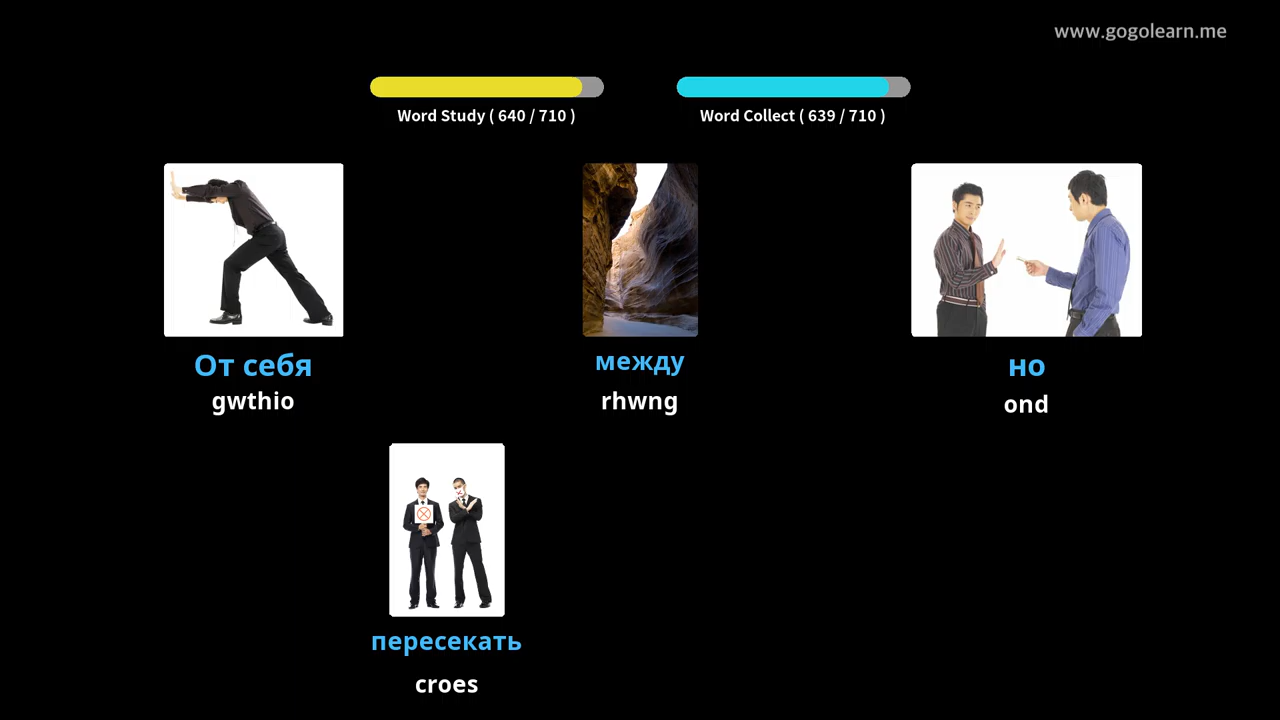 www.gogolearn.me
Word Study ( 640 / 710 )
Word Collect ( 639 / 710 )
От себя
gwthio
между
rhwng
но
ond
пересекать
croes